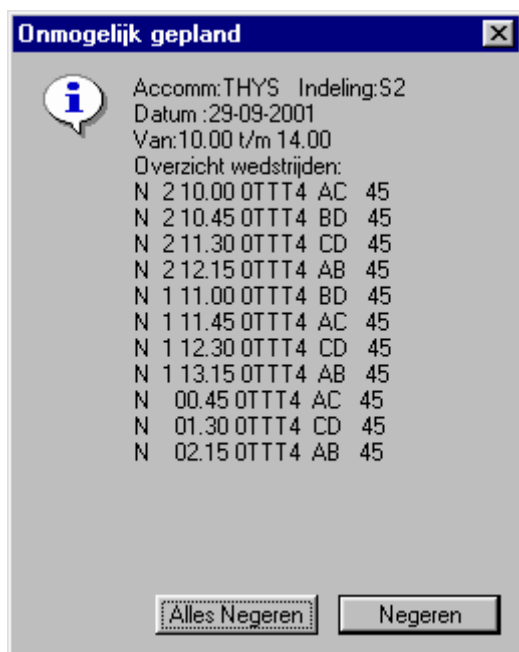 Onmogelijk gepland
Accomm:THYS Indeling:S2
Datum :29-09-2001
Van:10.00 t/m 14.00
Overzicht wedstrijden:
N 2 10.00 0TTT4 AC 45
N 2 10.45 0TTT4 BD 45
N 2 11.30 0TTT4 CD 45
N 2 12.15 0TTT4 AB 45
N 1 11.00 0TTT4 BD 45
N 1 11.45 0TTT4 AC 45
N 1 12.30 0TTT4 CD 45
N 1 13.15 0TTT4 AB 45
N 00.45 0TTT4 AC 45
N 01.30 0TTT4 CD 45
N 02.15 0TTT4 AB 45
Alles Negeren Negeren